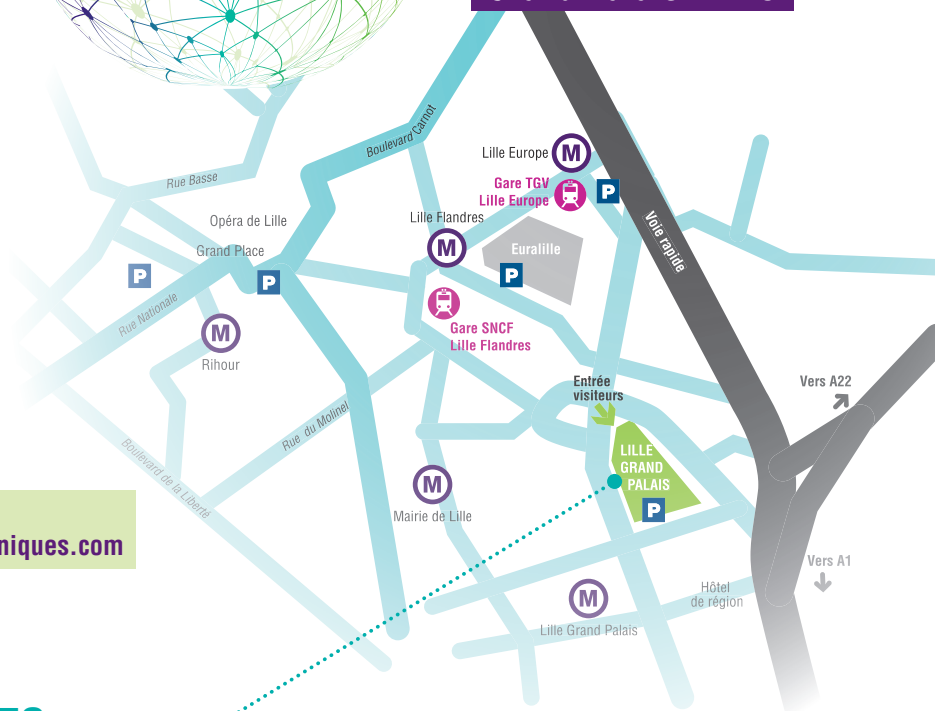 Boulevard Carnot
Lille Europe
M
Rue Basse
Gare TGV
Lille Europe
P
Opéra de Lille
Lille Flandres
M
Voie rapide
Grand Place
Euralille
P
P
P
Rue Nationale
Gare SNCF
Lille Flandres
M
Rihour
Entrée
visiteurs
Vers A22
Rue du Molinel
LILLE
GRAND
PALAIS
P
Boulevard de la Liberté
M
Mairie de Lille
niques.com
Vers A1
Hôtel
de région
M
Lille Grand Palais